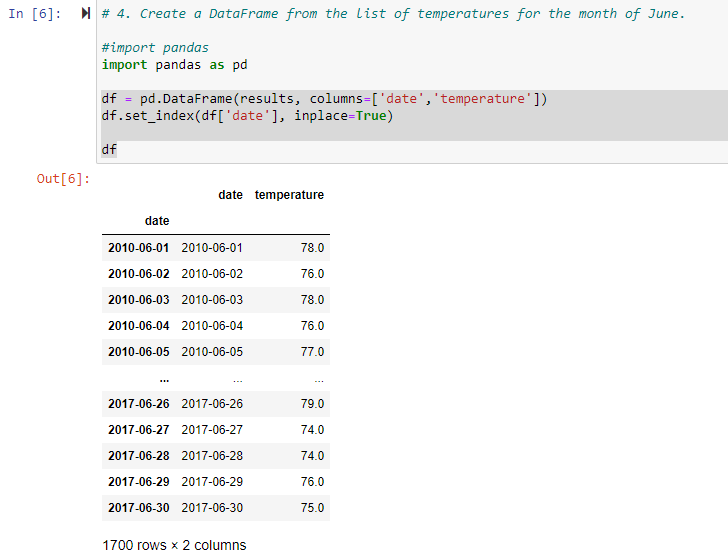 In [6]: # 4. Create a DataFrame from the list of temperatures for the month of June.
#import pandas
import pandas as pd
df = pd.DataFrame(results, columns=['date','temperature'])
df.set_index(df['date'], inplace=True)
df
Out[6]:
date temperature
date
2010-06-01 2010-06-01 78.0
2010-06-02 2010-06-02 76.0
2010-06-03 2010-06-03 78.0
2010-06-04 2010-06-04 76.0
2010-06-05 2010-06-05 77.0
... ... ...
2017-06-26 2017-06-26 79.0
2017-06-27 2017-06-27 74.0
2017-06-28 2017-06-28 74.0
2017-06-29 2017-06-29 76.0
2017-06-30 2017-06-30 75.0
1700 rows × 2 columns